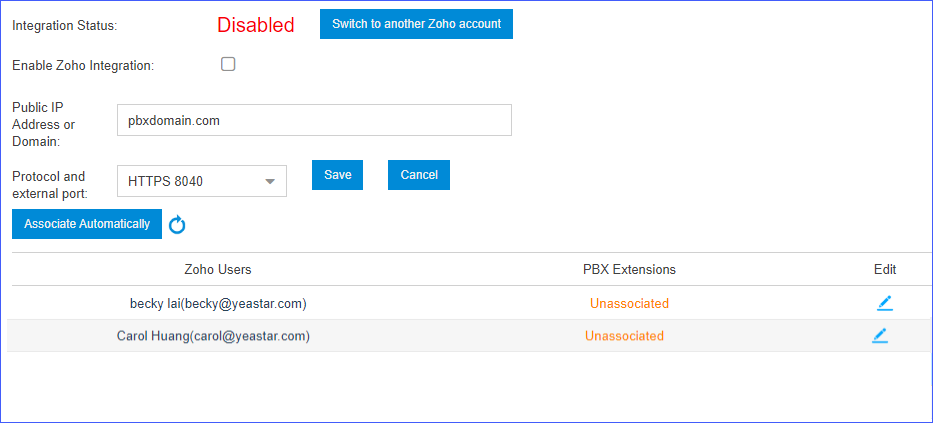 Integration Status: Disabled Switch to another Zoho account
Enable Zoho Integration:
Public IP
Address or
Domain:
pbxdomain.com
Protocol and
external port:
HTTPS 8040
Save Cancel
Associate Automatically
Zoho Users PBX Extensions Edit
becky lai(becky@yeastar.com) Unassociated
Carol Huang(carol@yeastar.com) Unassociated